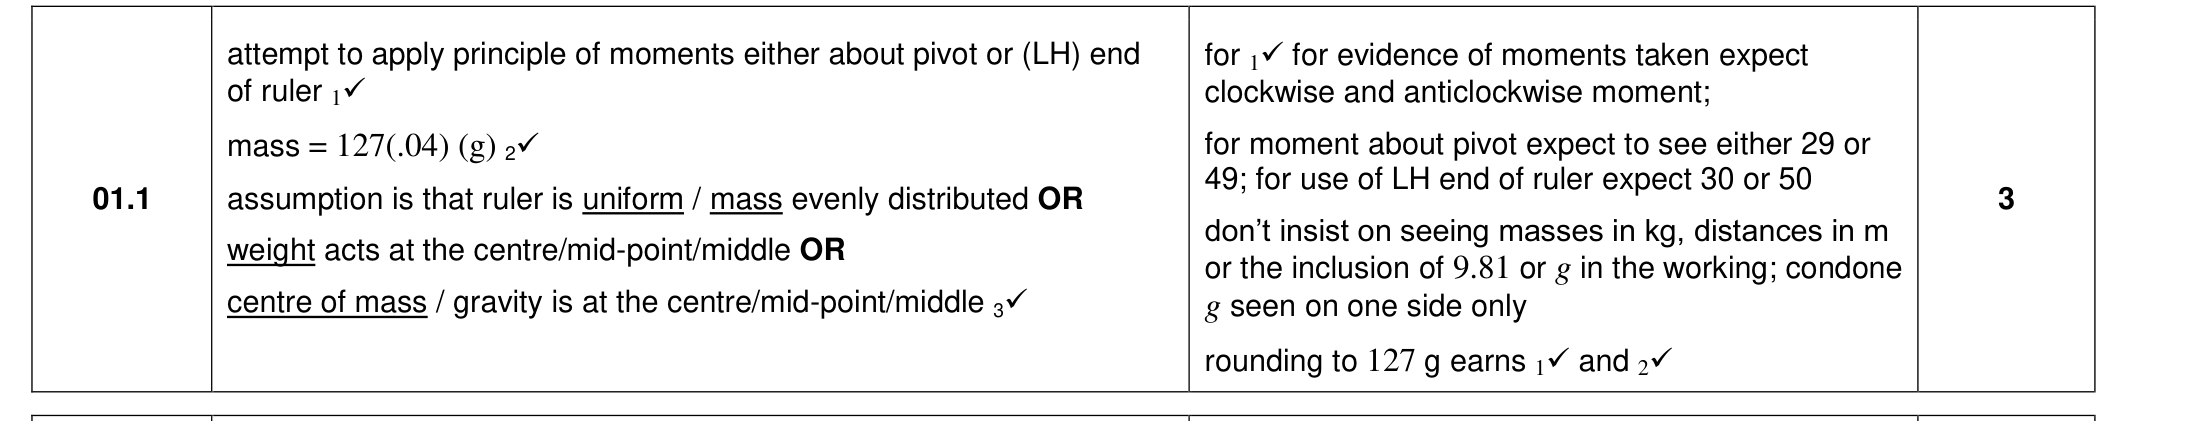 01.1
attempt to apply principle of moments either about pivot or (LH) end
of ruler ₁✓
mass = 127(.04) (g) ₂✓
assumption is that ruler is uniform / mass evenly distributed OR
weight acts at the centre/mid-point/middle OR
centre of mass / gravity is at the centre/mid-point/middle ₃✓
for ₁✓ for evidence of moments taken expect
clockwise and anticlockwise moment;
for moment about pivot expect to see either 29 or
49; for use of LH end of ruler expect 30 or 50
don’t insist on seeing masses in kg, distances in m
or the inclusion of 9.81 or g in the working; condone
g seen on one side only
rounding to 127 g earns ₁✓ and ₂✓
3